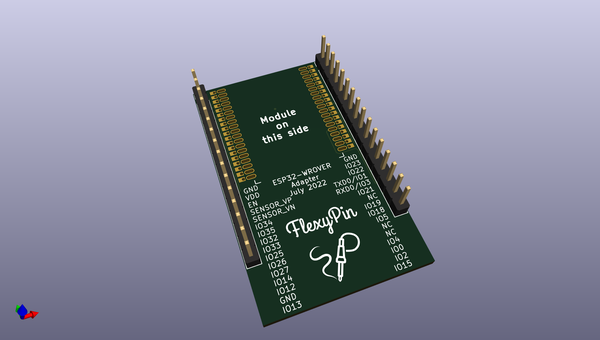 Module
on
this side
ESP32-WROVER
Adapter
July 2022
GND
VDD
EN
SENSOR_VP
SENSOR_VN
IO34
IO35
IO32
IO33
IO25
IO26
IO27
IO14
IO12
GND
IO13
GND
IO23
IO22
TXD0/IO1
RXD0/IO3
IO21
NC
IO19
IO18
IO5
NC
NC
IO4
IO0
IO2
IO15
FlexyPin